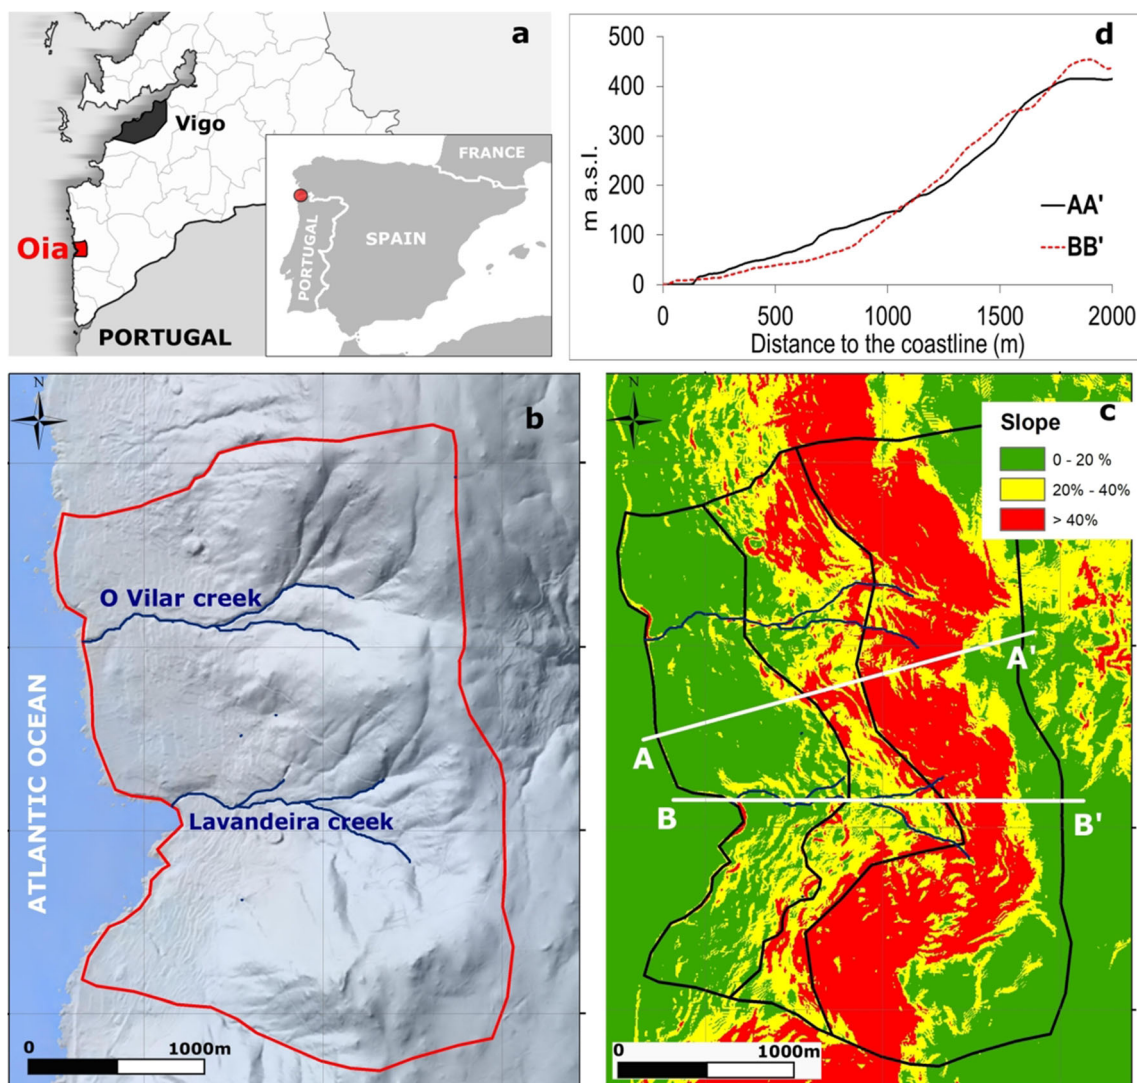 a
Vigo
Oia
PORTUGAL
FRANCE
SPAIN
PORTUGAL
d
500
400
300
200
100
0
m a.s.l.
AA'
BB'
0
500
1000
1500
2000
Distance to the coastline (m)
N
b
O Vilar creek
Lavandeira creek
ATLANTIC OCEAN
0
1000m
N
c
Slope
0 - 20 %
20% - 40%
> 40%
A
A'
B
B'
0
1000m